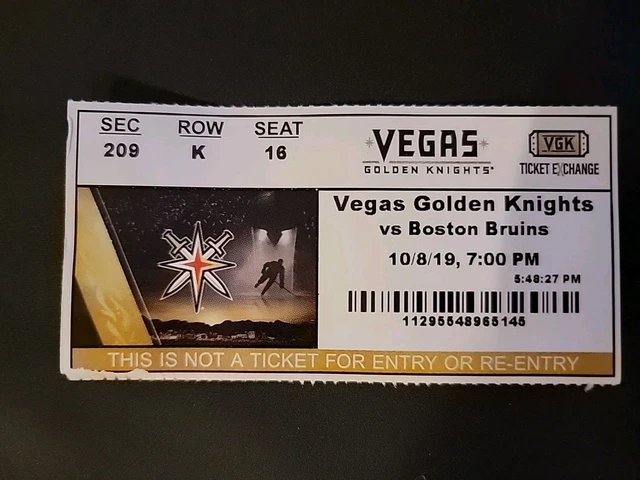 SEC ROW SEAT
209 K 16
VEGAS
GOLDEN KNIGHTS
VGK
TICKET EXCHANGE
Vegas Golden Knights
vs Boston Bruins
10/8/19, 7:00 PM
5:48:27 PM
11295548965145
THIS IS NOT A TICKET FOR ENTRY OR RE-ENTRY